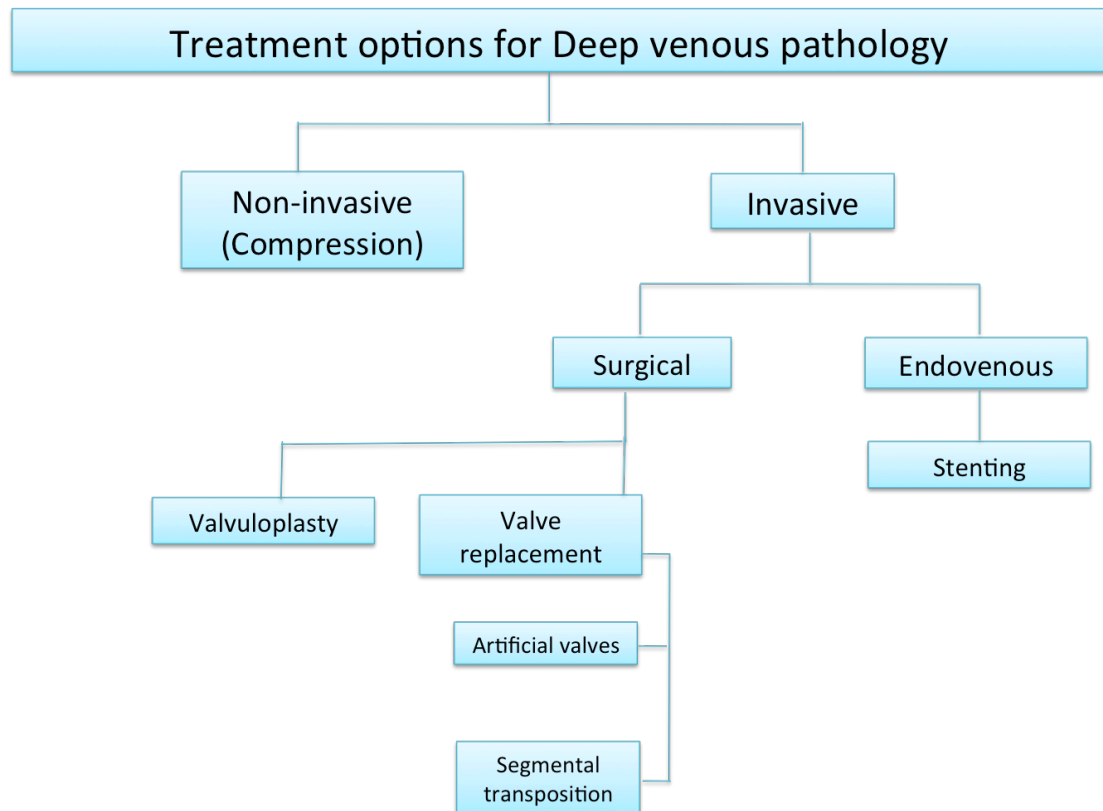 Treatment options for Deep venous pathology
Non-invasive
(Compression)
Invasive
Surgical
Endovenous
Stenting
Valvuloplasty
Valve
replacement
Artificial valves
Segmental
transposition